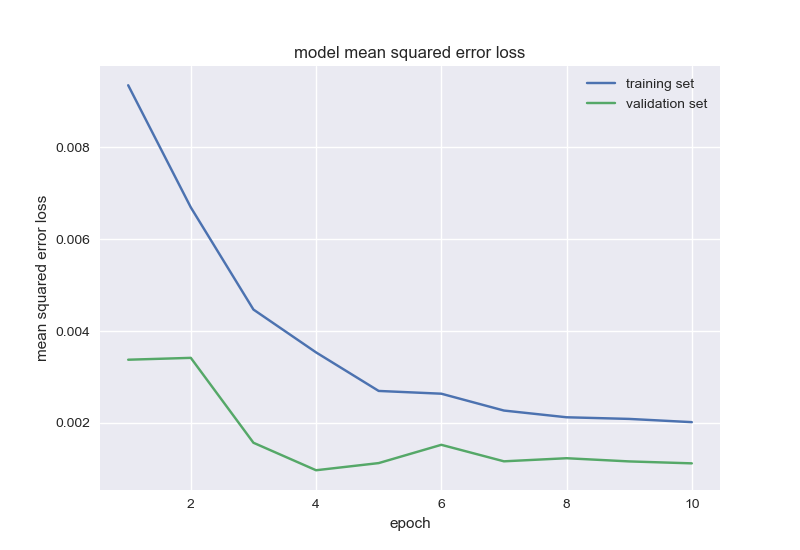 model mean squared error loss
training set
validation set
0.008
0.006
0.004
0.002
mean squared error loss
2 4 6 8 10
epoch